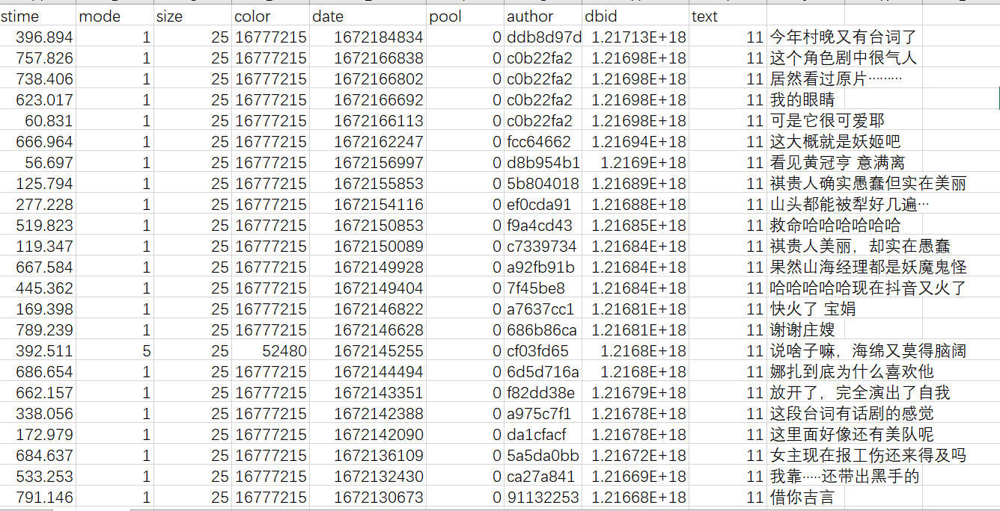 stime mode size color date pool author dbid text
396.894 1 25 16777215 1672184834 0 ddb8d97d 1.21713E+18 11 今年村晚又有台词了
757.826 1 25 16777215 1672166838 0 c0b22fa2 1.21698E+18 11 这个角色剧中很气人
738.406 1 25 16777215 1672166802 0 c0b22fa2 1.21698E+18 11 居然看过原片………
623.017 1 25 16777215 1672166692 0 c0b22fa2 1.21698E+18 11 我的眼睛
60.831 1 25 16777215 1672166113 0 c0b22fa2 1.21698E+18 11 可是它很可爱耶
666.964 1 25 16777215 1672162247 0 fcc64662 1.21694E+18 11 这大概就是妖姬吧
56.697 1 25 16777215 1672156997 0 d8b954b1 1.2169E+18 11 看见黄冠亨 意满离
125.794 1 25 16777215 1672155853 0 5b804018 1.21689E+18 11 祺贵人确实愚蠢但实在美丽
277.228 1 25 16777215 1672154116 0 ef0cda91 1.21688E+18 11 山头都能被犁好几遍…
519.823 1 25 16777215 1672150853 0 f9a4cd43 1.21685E+18 11 救命哈哈哈哈哈哈
119.347 1 25 16777215 1672150089 0 c7339734 1.21684E+18 11 祺贵人美丽，却实在愚蠢
667.584 1 25 16777215 1672149928 0 a92fb91b 1.21684E+18 11 果然山海经理都是妖魔鬼怪
445.362 1 25 16777215 1672149404 0 7f45be8 1.21684E+18 11 哈哈哈哈哈现在抖音又火了
169.398 1 25 16777215 1672146822 0 a7637cc1 1.21681E+18 11 快火了 宝娟
789.239 1 25 16777215 1672146628 0 686b86ca 1.21681E+18 11 谢谢庄嫂
392.511 5 25 52480 1672145255 0 cf03fd65 1.2168E+18 11 说啥子嘛，海绵又莫得脑阔
686.654 1 25 16777215 1672144494 0 6d5d716a 1.2168E+18 11 娜扎到底为什么喜欢他
662.157 1 25 16777215 1672143351 0 f82dd38e 1.21679E+18 11 放开了，完全演出了自我
338.056 1 25 16777215 1672142388 0 a975c7f1 1.21678E+18 11 这段台词有话剧的感觉
172.979 1 25 16777215 1672142090 0 da1cfacf 1.21678E+18 11 这里面好像还有美队呢
684.637 1 25 16777215 1672136109 0 5a5da0bb 1.21672E+18 11 女主现在报工伤还来得及吗
533.253 1 25 16777215 1672132430 0 ca27a841 1.21669E+18 11 我靠·····还带出黑手的
791.146 1 25 16777215 1672130673 0 91132253 1.21668E+18 11 借你吉言